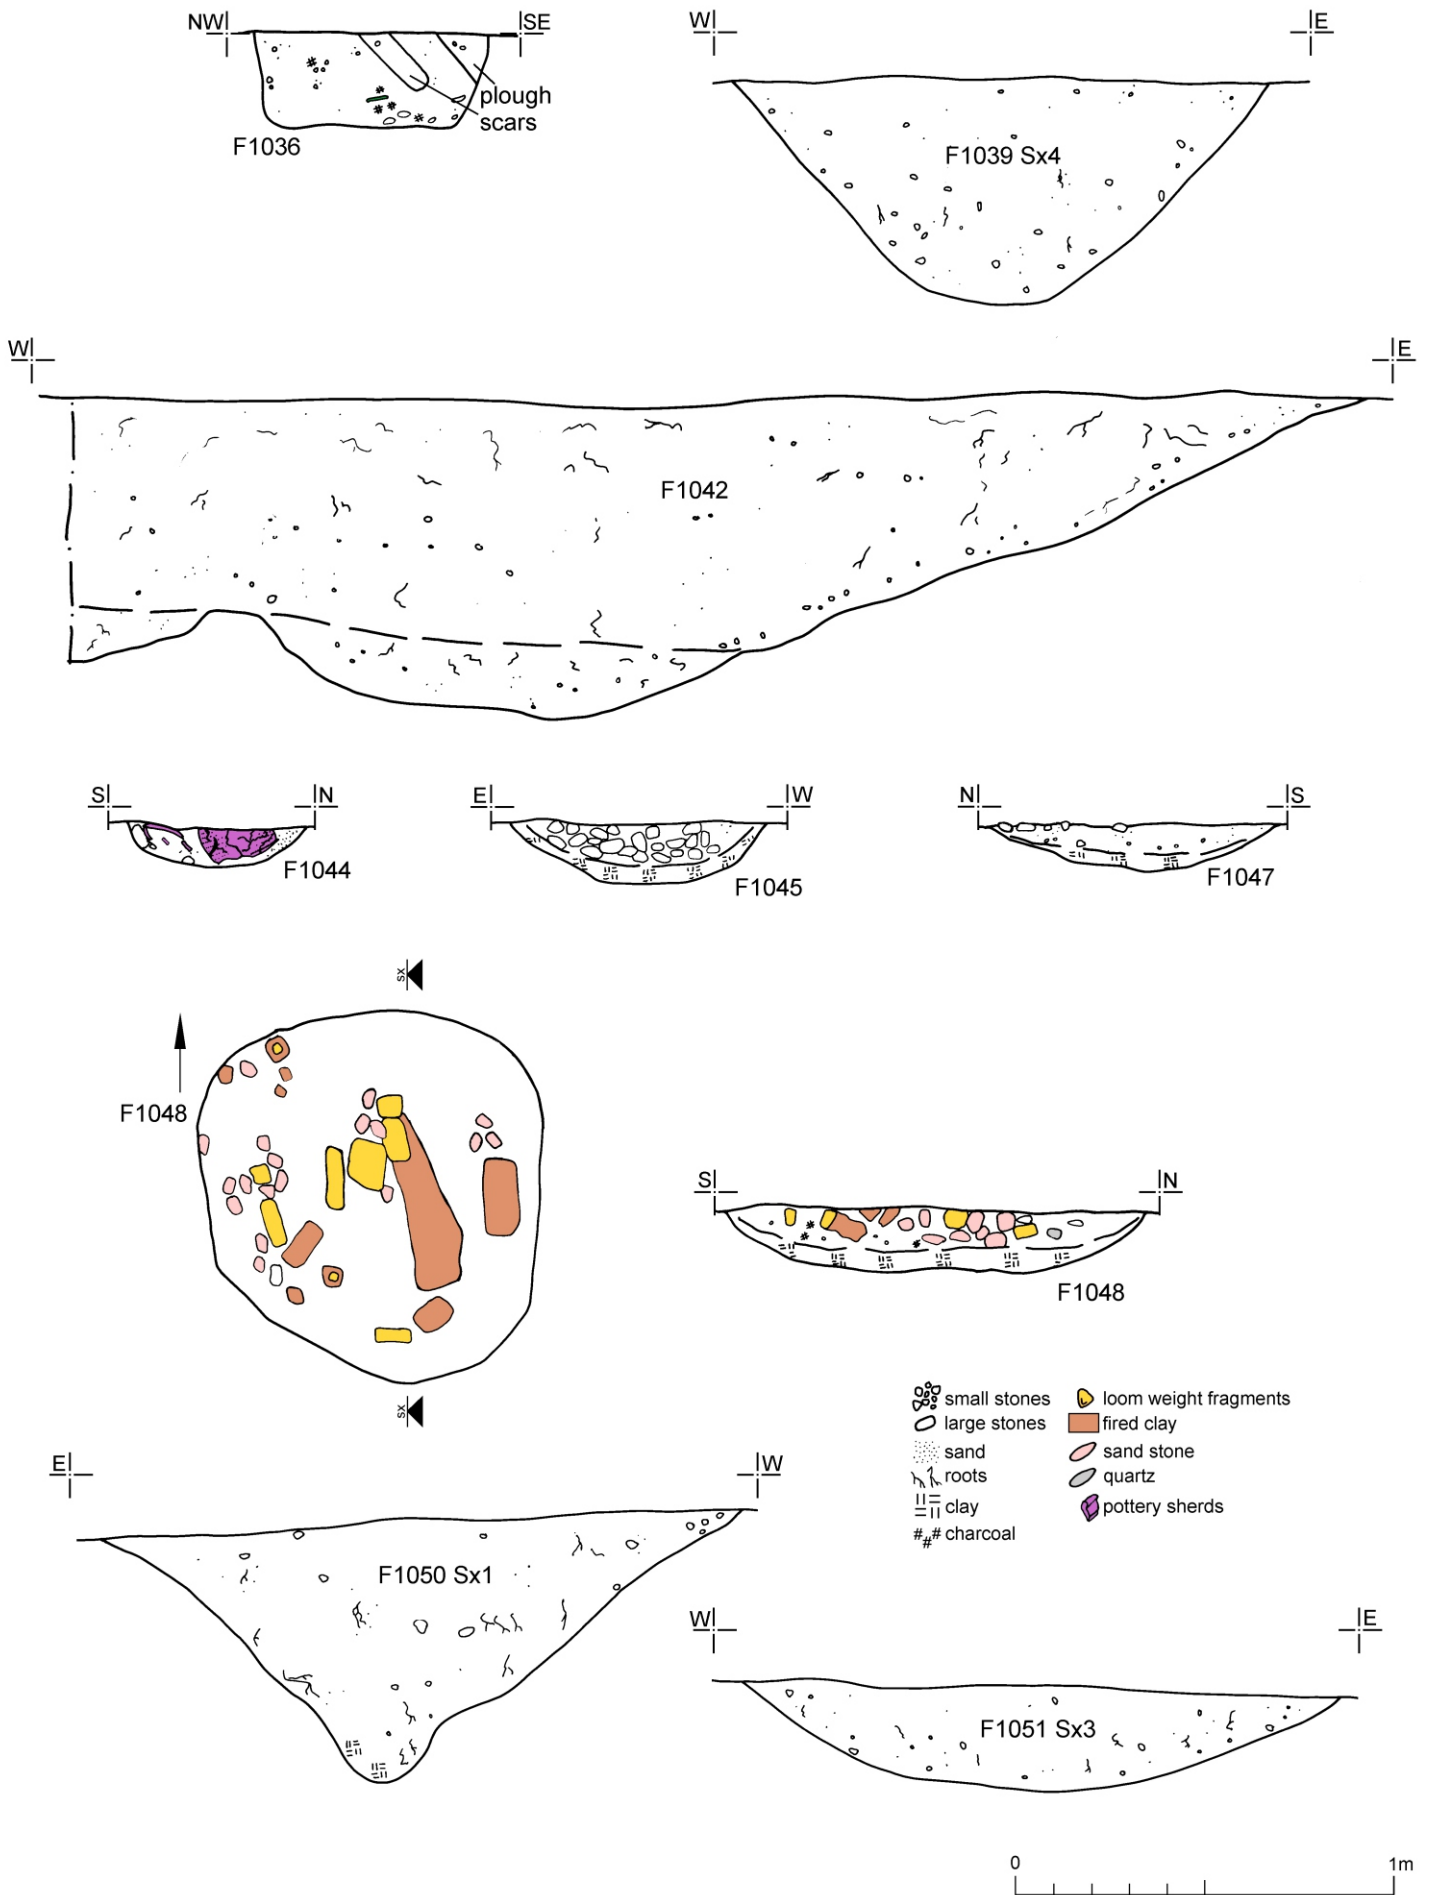 NW SE
plough
scars
F1036
W E
F1039 Sx4
W E
F1042
S N
F1044
E W
F1045
N S
F1047
sx
F1048
sx
S N
F1048
small stones
large stones
sand
roots
clay
### charcoal
loom weight fragments
fired clay
sand stone
quartz
pottery sherds
E W
F1050 Sx1
W E
F1051 Sx3
0 1m